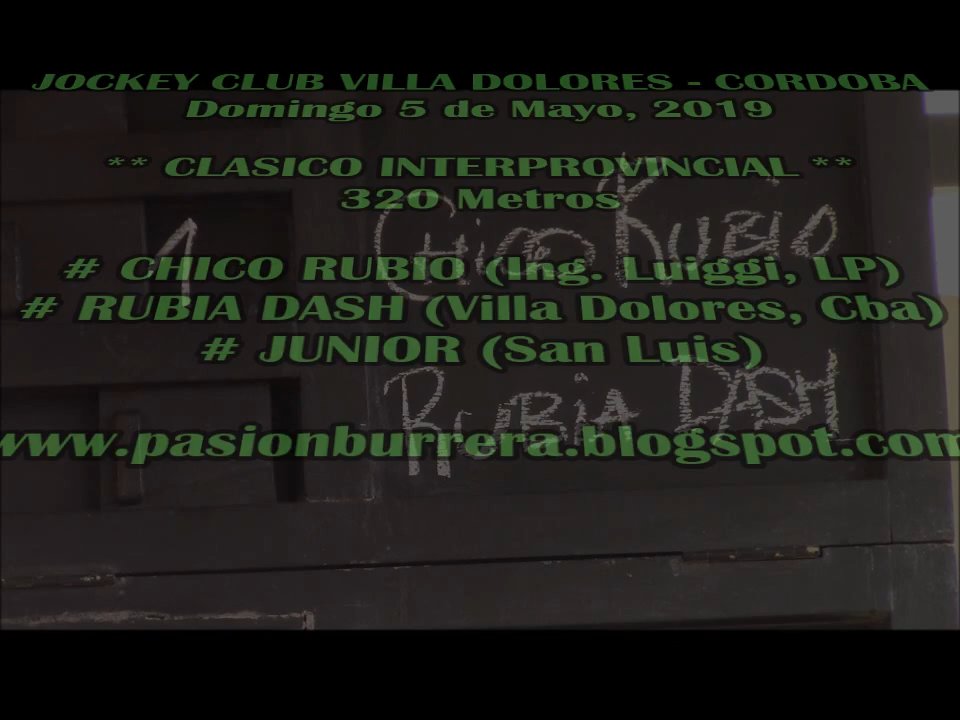 JOCKEY CLUB VILLA DOLORES - CORDOBA
Domingo 5 de Mayo, 2019
** CLASICO INTERPROVINCIAL **
320 Metros
1 CHICO RUBIO
# CHICO RUBIO (Ing. Luiggi, LP)
# RUBIA DASH (Villa Dolores, Cba)
# JUNIOR (San Luis)
RUBIA DASH
www.pasionburrera.blogspot.com